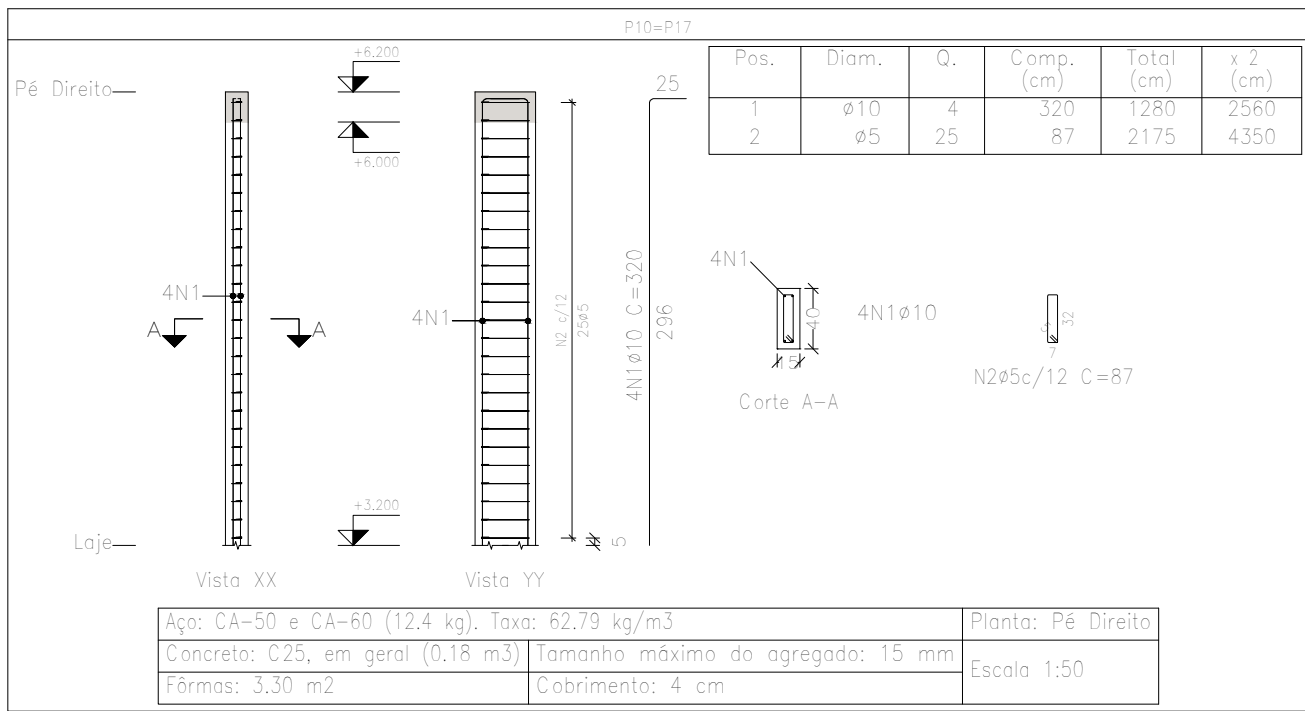 P10=P17
Pos. Diam. Q. Comp. (cm) Total (cm) x 2 (cm)
1 ø10 4 320 1280 2560
2 ø5 25 87 2175 4350
+6.200
Pé Direito
+6.000
25
4N1
A A
4N1
N2 c/12
25ø5
4N1ø10 C=320
296
4N1
40
15
4N1ø10
Corte A-A
32
7
N2ø5c/12 C=87
+3.200
Laje
5
Vista XX
Vista YY
Aço: CA-50 e CA-60 (12.4 kg). Taxa: 62.79 kg/m3
Planta: Pé Direito
Concreto: C25, em geral (0.18 m3)
Tamanho máximo do agregado: 15 mm
Escala 1:50
Fôrmas: 3.30 m2
Cobrimento: 4 cm